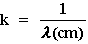 k = 1/λ(cm)